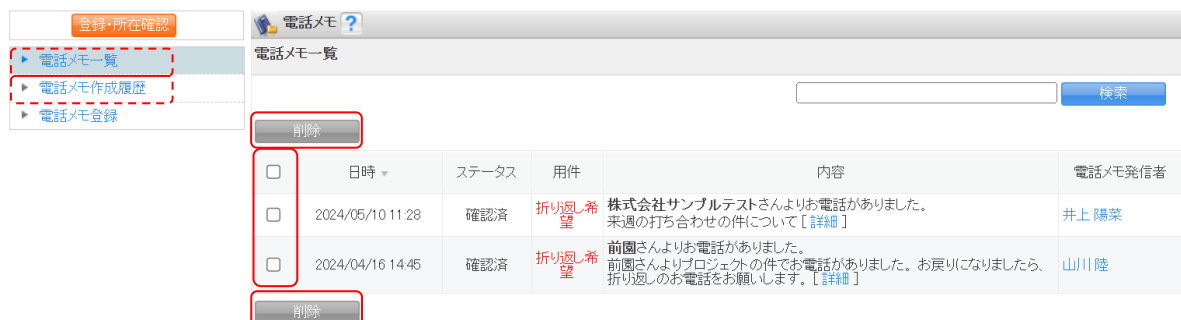 登録・所在確認
電話メモ一覧
電話メモ作成履歴
電話メモ登録
電話メモ ?
電話メモ一覧
検索
削除
日時 ステータス 用件 内容 電話メモ発信者
2024/05/10 11:28 確認済 折り返し希望 株式会社サンプルテストさんよりお電話がありました。
来週の打ち合わせの件について [ 詳細 ] 井上 陽菜
2024/04/16 14:45 確認済 折り返し希望 前園さんよりお電話がありました。
前園さんよりプロジェクトの件でお電話がありました。お戻りになりましたら、
折り返しのお電話をお願いします。 [ 詳細 ] 山川 陸
削除